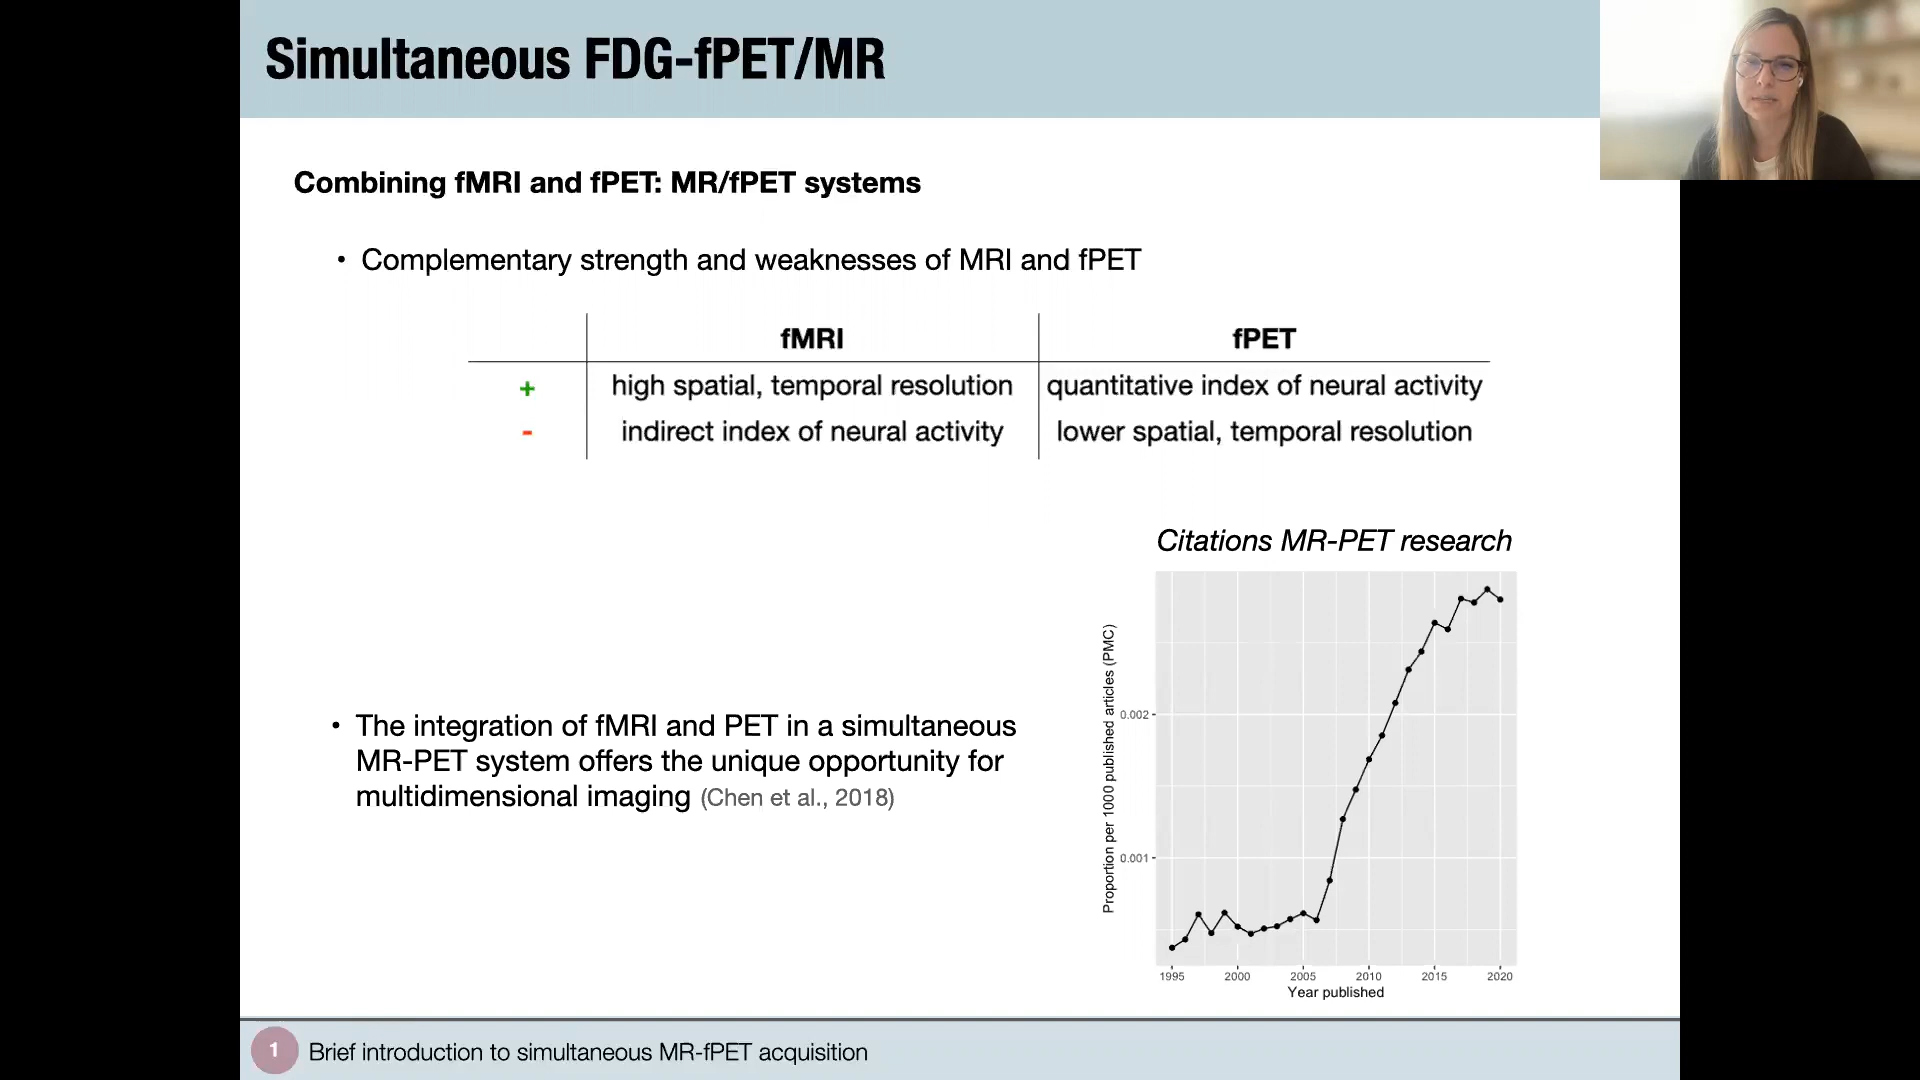 Simultaneous FDG-fPET/MR
Combining fMRI and fPET: MR/fPET systems
• Complementary strength and weaknesses of MRI and fPET
fMRI fPET
+ high spatial, temporal resolution quantitative index of neural activity
- indirect index of neural activity lower spatial, temporal resolution
Citations MR-PET research
• The integration of fMRI and PET in a simultaneous
MR-PET system offers the unique opportunity for
multidimensional imaging (Chen et al., 2018)
Proportion per 1000 published articles (PMC)
0.002
0.001
1995 2000 2005 2010 2015 2020
Year published
1 Brief introduction to simultaneous MR-fPET acquisition